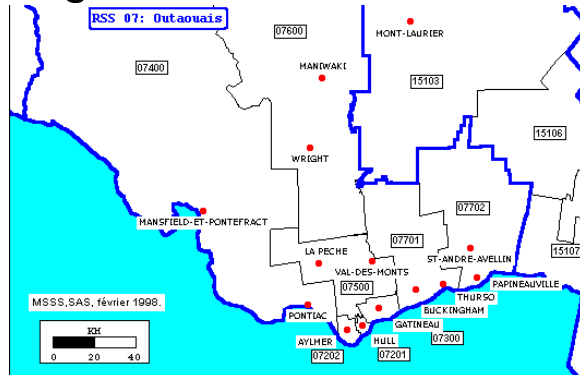 RSS 07: Outaouais
07600
MONT-LAURIER
07400
MANIWAKI
15103
15106
WRIGHT
07702
MANSFIELD-ET-PONTEFRACT
07701
LA PECHE
ST-ANDRE-AVELLIN
15107
VAL-DES-MONTS
07500
PAPINEAUVILLE
MSSS,SAS, février 1998.
THURSO
PONTIAC
BUCKINGHAM
GATINEAU
KM
07300
AYLMER
HULL
07202
07201
0 20 40